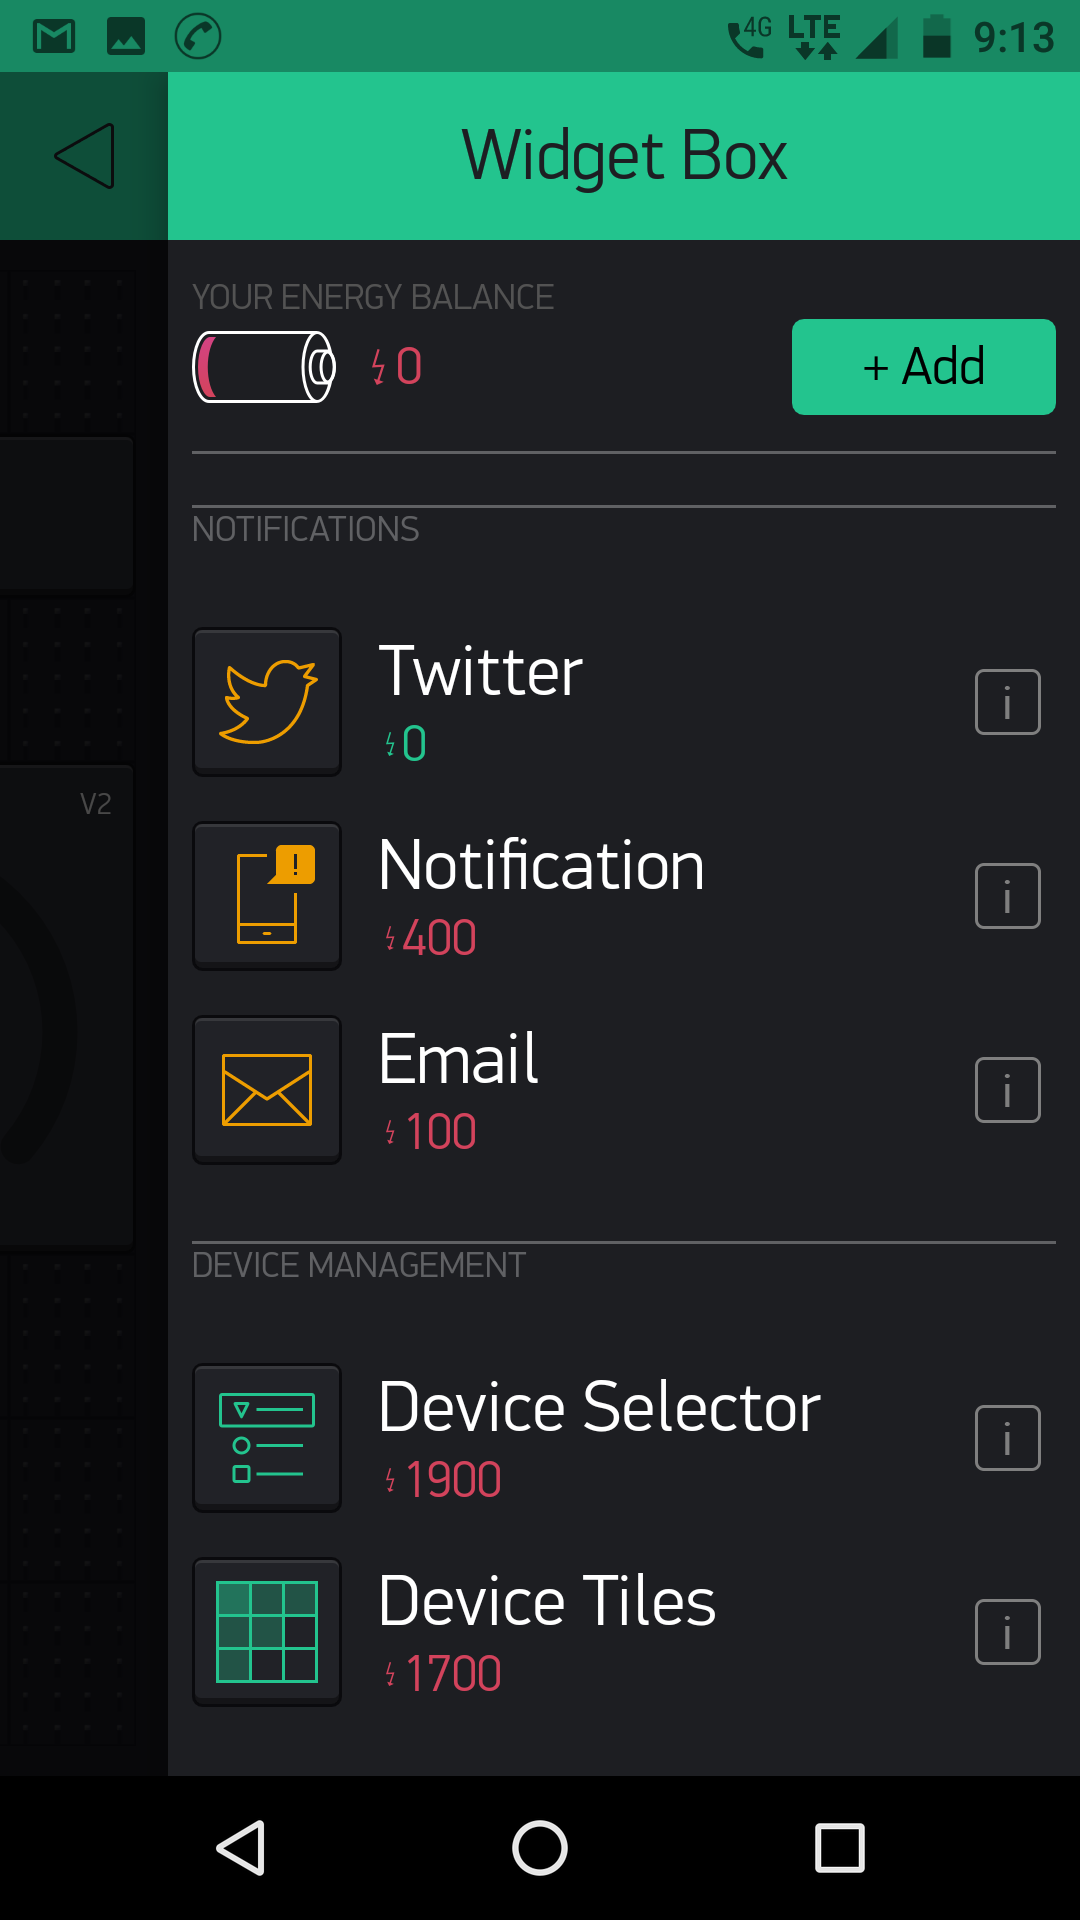 4G LTE 9:13
Widget Box
YOUR ENERGY BALANCE
0
+ Add
NOTIFICATIONS
Twitter
0
i
V2
Notification
400
i
Email
100
i
DEVICE MANAGEMENT
Device Selector
1900
i
Device Tiles
1700
i